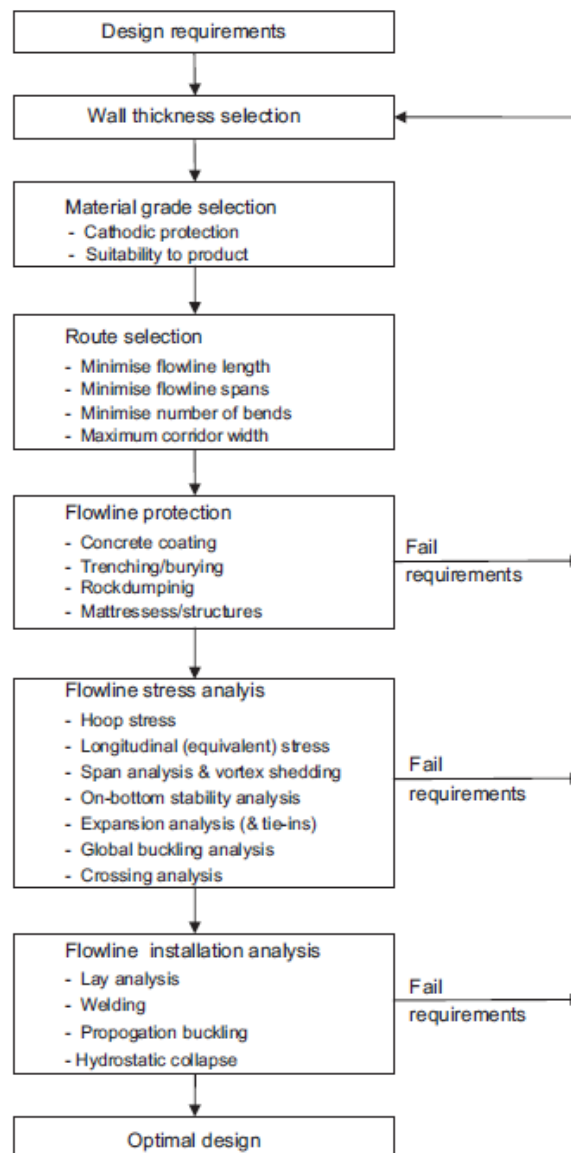 Design requirements
Wall thickness selection
Material grade selection
- Cathodic protection
- Suitability to product
Route selection
- Minimise flowline length
- Minimise flowline spans
- Minimise number of bends
- Maximum corridor width
Flowline protection
- Concrete coating
- Trenching/burying
- Rockdumpinig
- Mattressess/structures
Fail
requirements
Flowline stress analyis
- Hoop stress
- Longitudinal (equivalent) stress
- Span analysis & vortex shedding
- On-bottom stability analysis
- Expansion analysis (& tie-ins)
- Global buckling analysis
- Crossing analysis
Fail
requirements
Flowline installation analysis
- Lay analysis
- Welding
- Propogation buckling
- Hydrostatic collapse
Fail
requirements
Optimal design